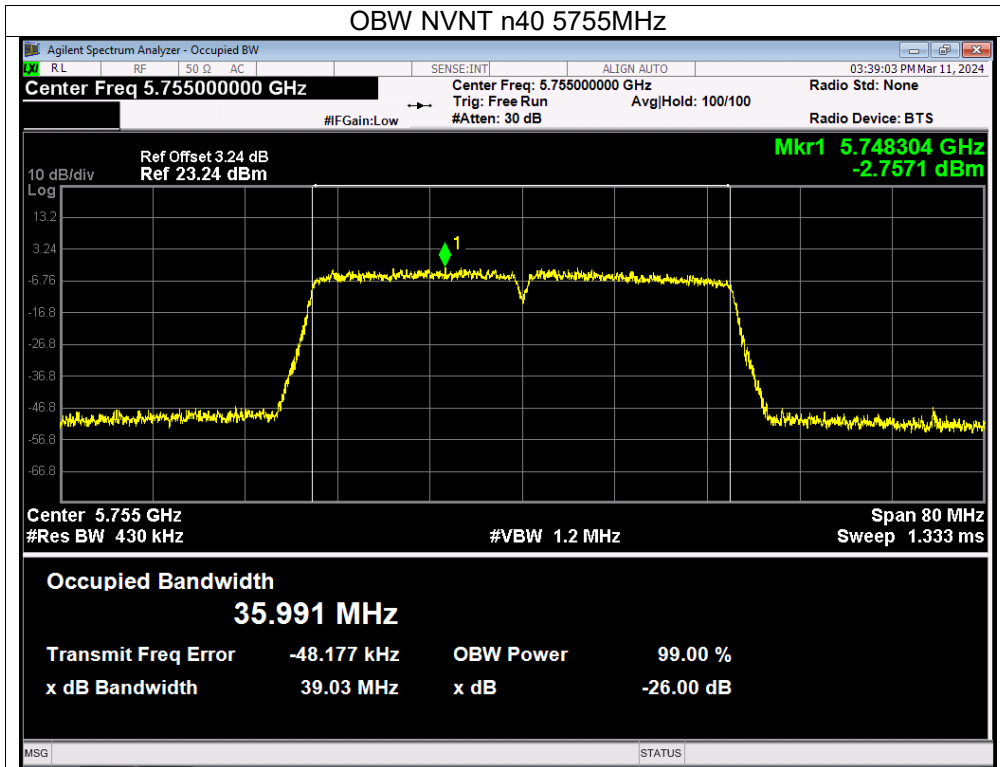 OBW NVNT n40 5755MHz
Agilent Spectrum Analyzer - Occupied BW
LXI RL RF 50 Ω AC SENSE:INT ALIGN AUTO 03:39:03 PM Mar 11, 2024
Center Freq 5.755000000 GHz Center Freq: 5.755000000 GHz Radio Std: None
Trig: Free Run Avg|Hold: 100/100
#IFGain:Low #Atten: 30 dB Radio Device: BTS
Mkr1 5.748304 GHz
-2.7571 dBm
Ref Offset 3.24 dB
10 dB/div Ref 23.24 dBm
Log
13.2
3.24
1
-6.76
-16.8
-26.8
-36.8
-46.8
-56.8
-66.8
Center 5.755 GHz Span 80 MHz
#Res BW 430 kHz #VBW 1.2 MHz Sweep 1.333 ms
Occupied Bandwidth
35.991 MHz
Transmit Freq Error -48.177 kHz OBW Power 99.00 %
x dB Bandwidth 39.03 MHz x dB -26.00 dB
MSG STATUS